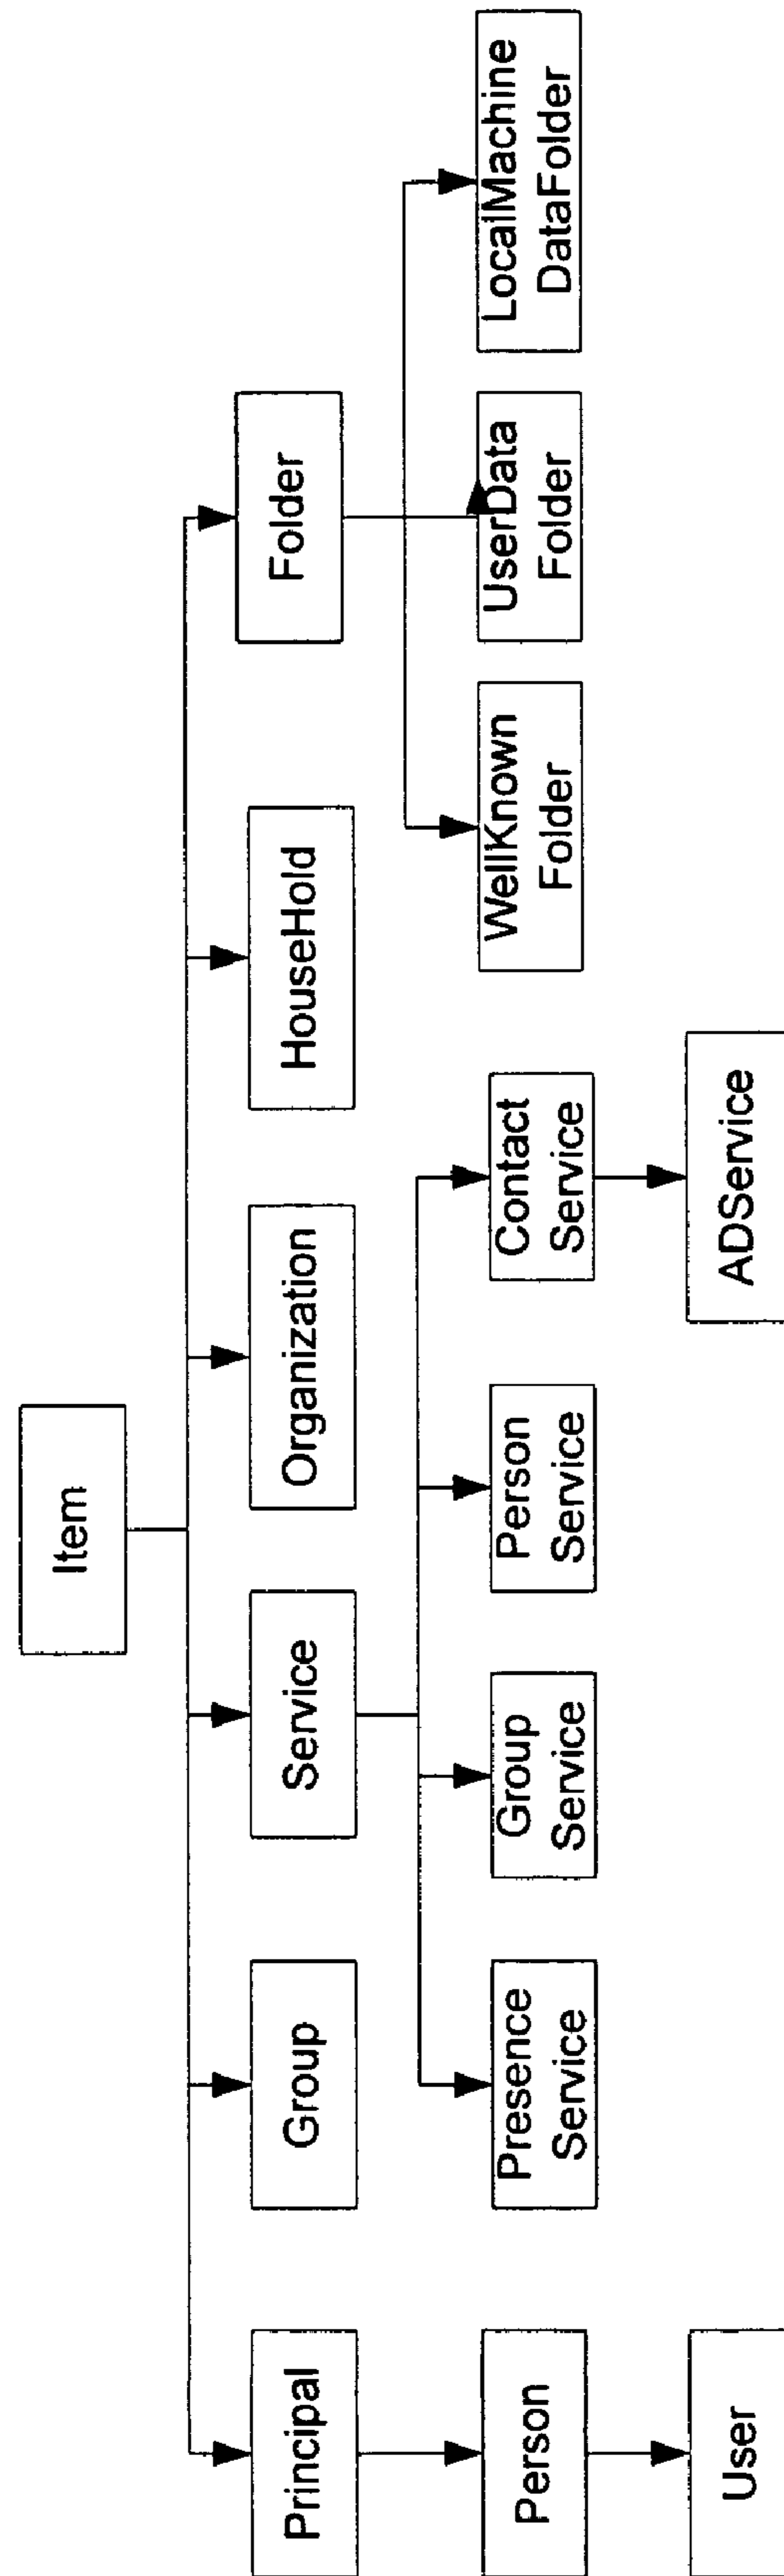 Item
Principal
Group
Service
Organization
HouseHold
Folder
Person
Presence
Service
Group
Service
Person
Service
Contact
Service
WellKnown
Folder
UserData
Folder
LocalMachine
DataFolder
User
ADService